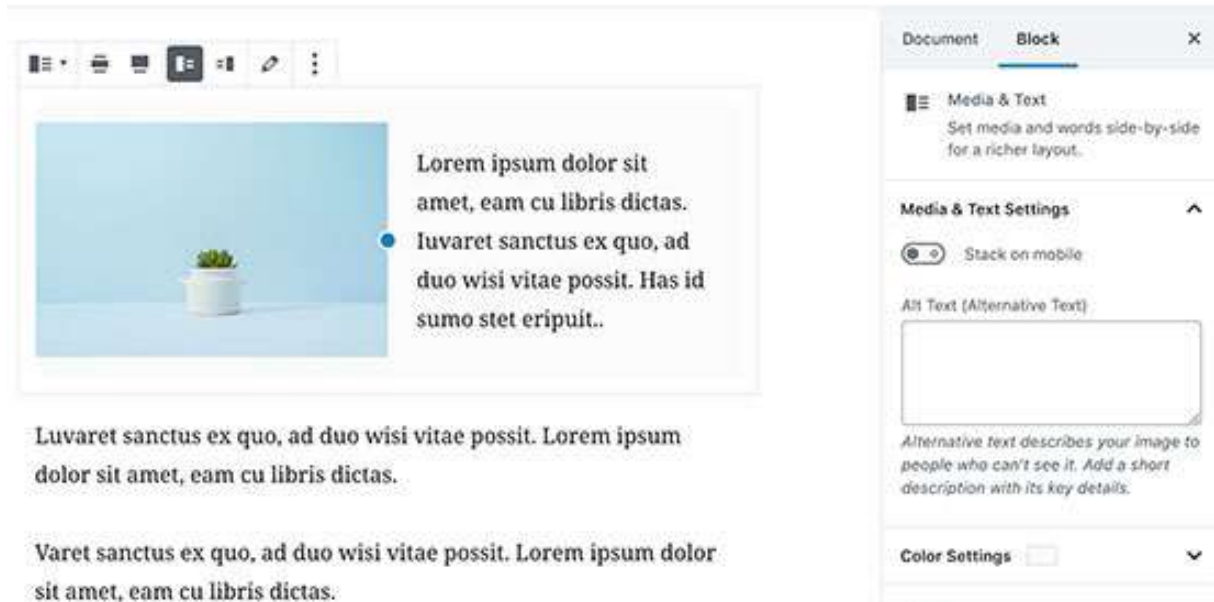 Document Block
Media & Text
Set media and words side-by-side
for a richer layout.
Media & Text Settings
Stack on mobile
Alt Text (Alternative Text)
Alternative text describes your image to
people who can't see it. Add a short
description with its key details.
Color Settings
Lorem ipsum dolor sit
amet, eam cu libris dictas.
Iuvaret sanctus ex quo, ad
duo wisi vitae possit. Has id
sumo stet eripuit..
Luvaret sanctus ex quo, ad duo wisi vitae possit. Lorem ipsum
dolor sit amet, eam cu libris dictas.
Varet sanctus ex quo, ad duo wisi vitae possit. Lorem ipsum dolor
sit amet, eam cu libris dictas.